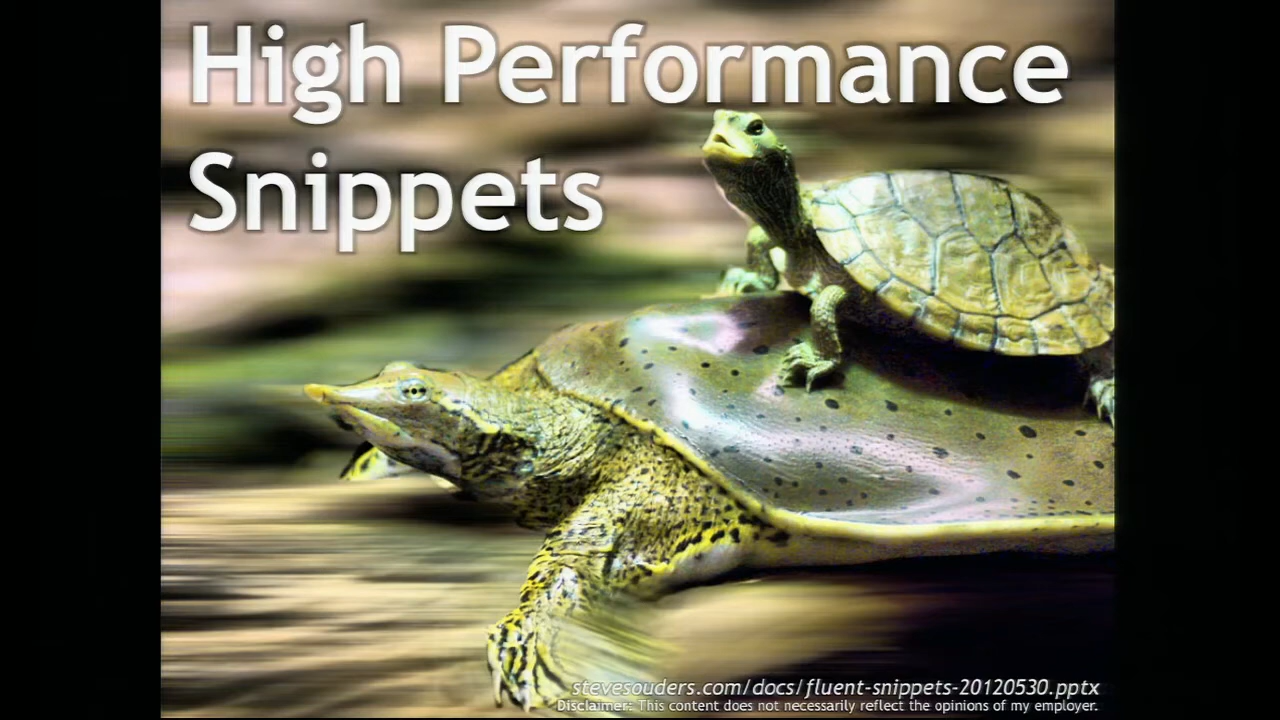 High Performance
Snippets
stevesouders.com/docs/fluent-snippets-20120530.pptx
Disclaimer: This content does not necessarily reflect the opinions of my employer.